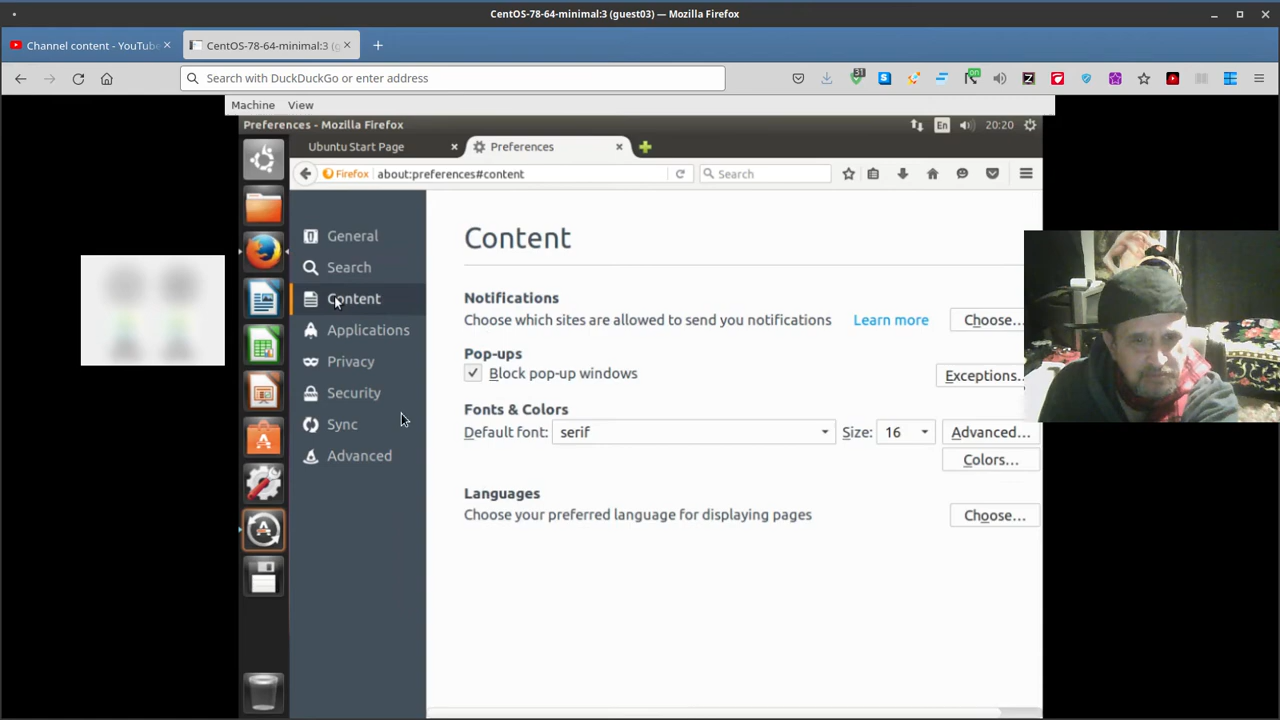 CentOS-78-64-minimal:3 (guest03) — Mozilla Firefox
Channel content - YouTube
CentOS-78-64-minimal:3 (g
Search with DuckDuckGo or enter address
31
on
Machine View
Preferences - Mozilla Firefox
En
20:20
Ubuntu Start Page
Preferences
Firefox
about:preferences#content
Search
General
Search
Content
Applications
Privacy
Security
Sync
Advanced
Content
Notifications
Choose which sites are allowed to send you notifications Learn more Choose...
Pop-ups
Block pop-up windows Exceptions...
Fonts & Colors
Default font: serif Size: 16 Advanced...
Colors...
Languages
Choose your preferred language for displaying pages Choose...